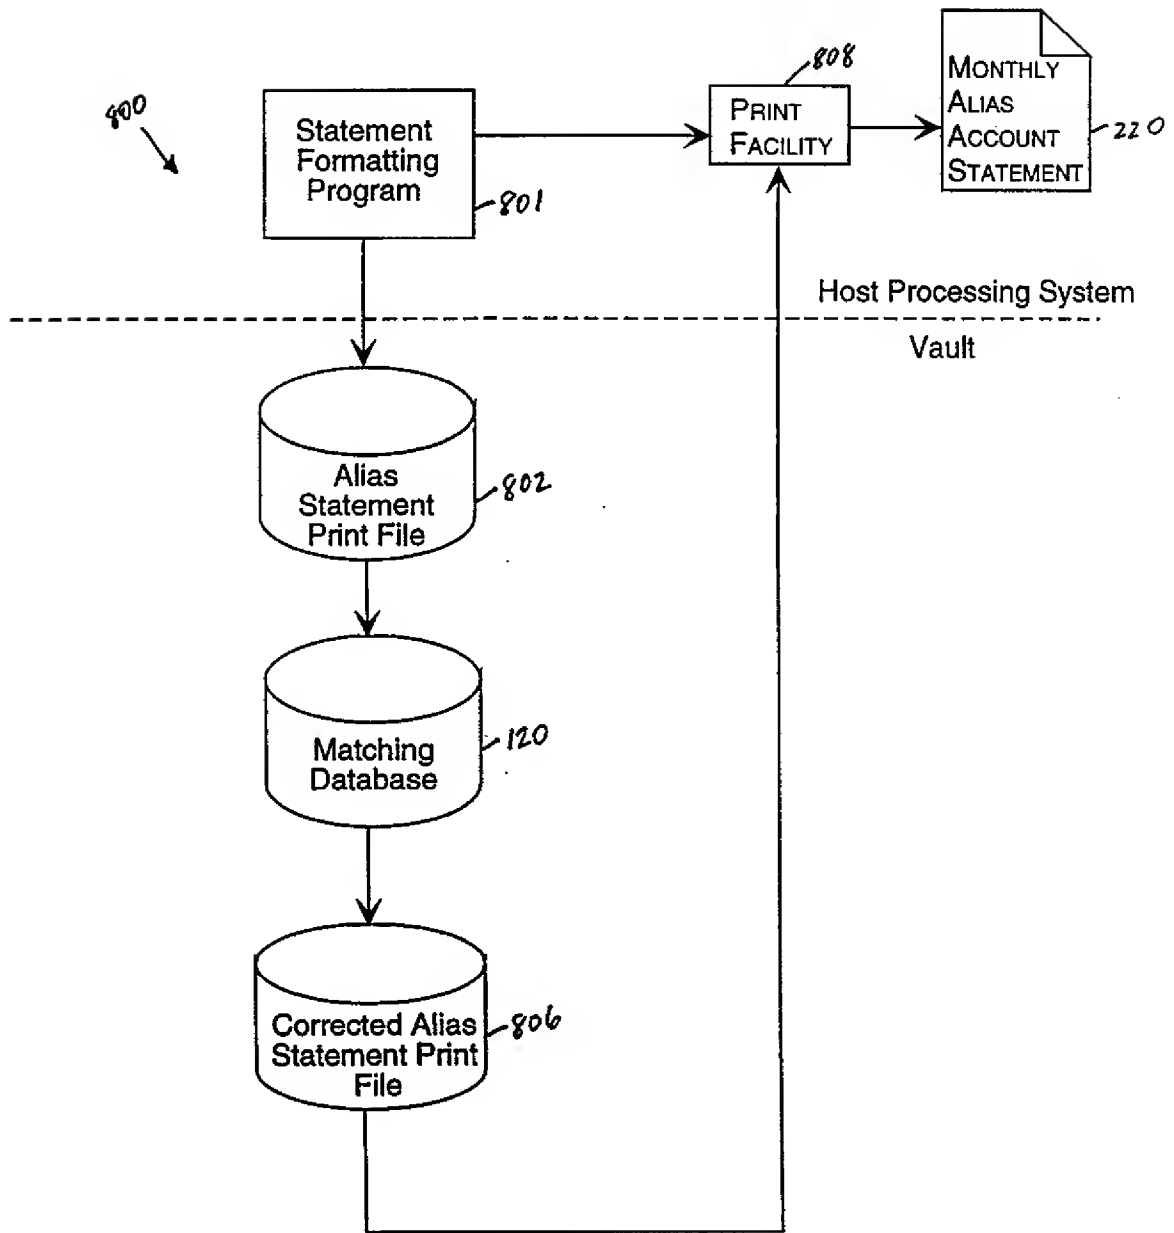 800
Statement
Formatting
Program
801
808
PRINT
FACILITY
MONTHLY
ALIAS
ACCOUNT
STATEMENT
220
Host Processing System
Vault
Alias
Statement
Print File
802
Matching
Database
120
Corrected Alias
Statement Print
File
806